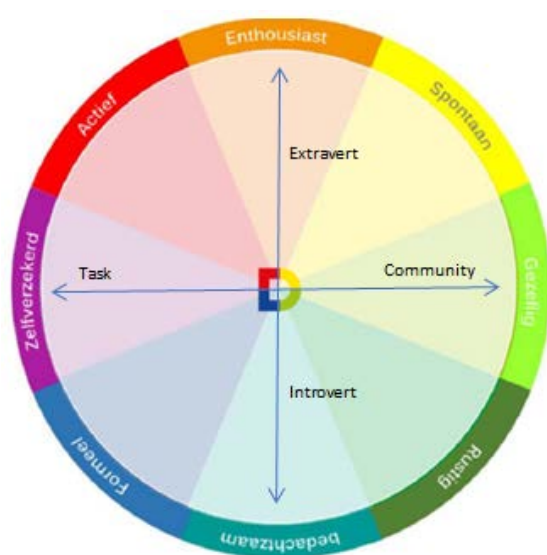 Enthousiast
Actief
Spontaan
Extravert
Zelfverzekerd
Task
Community
Gezellig
Introvert
Formeel
Rustig
bedachtzaam